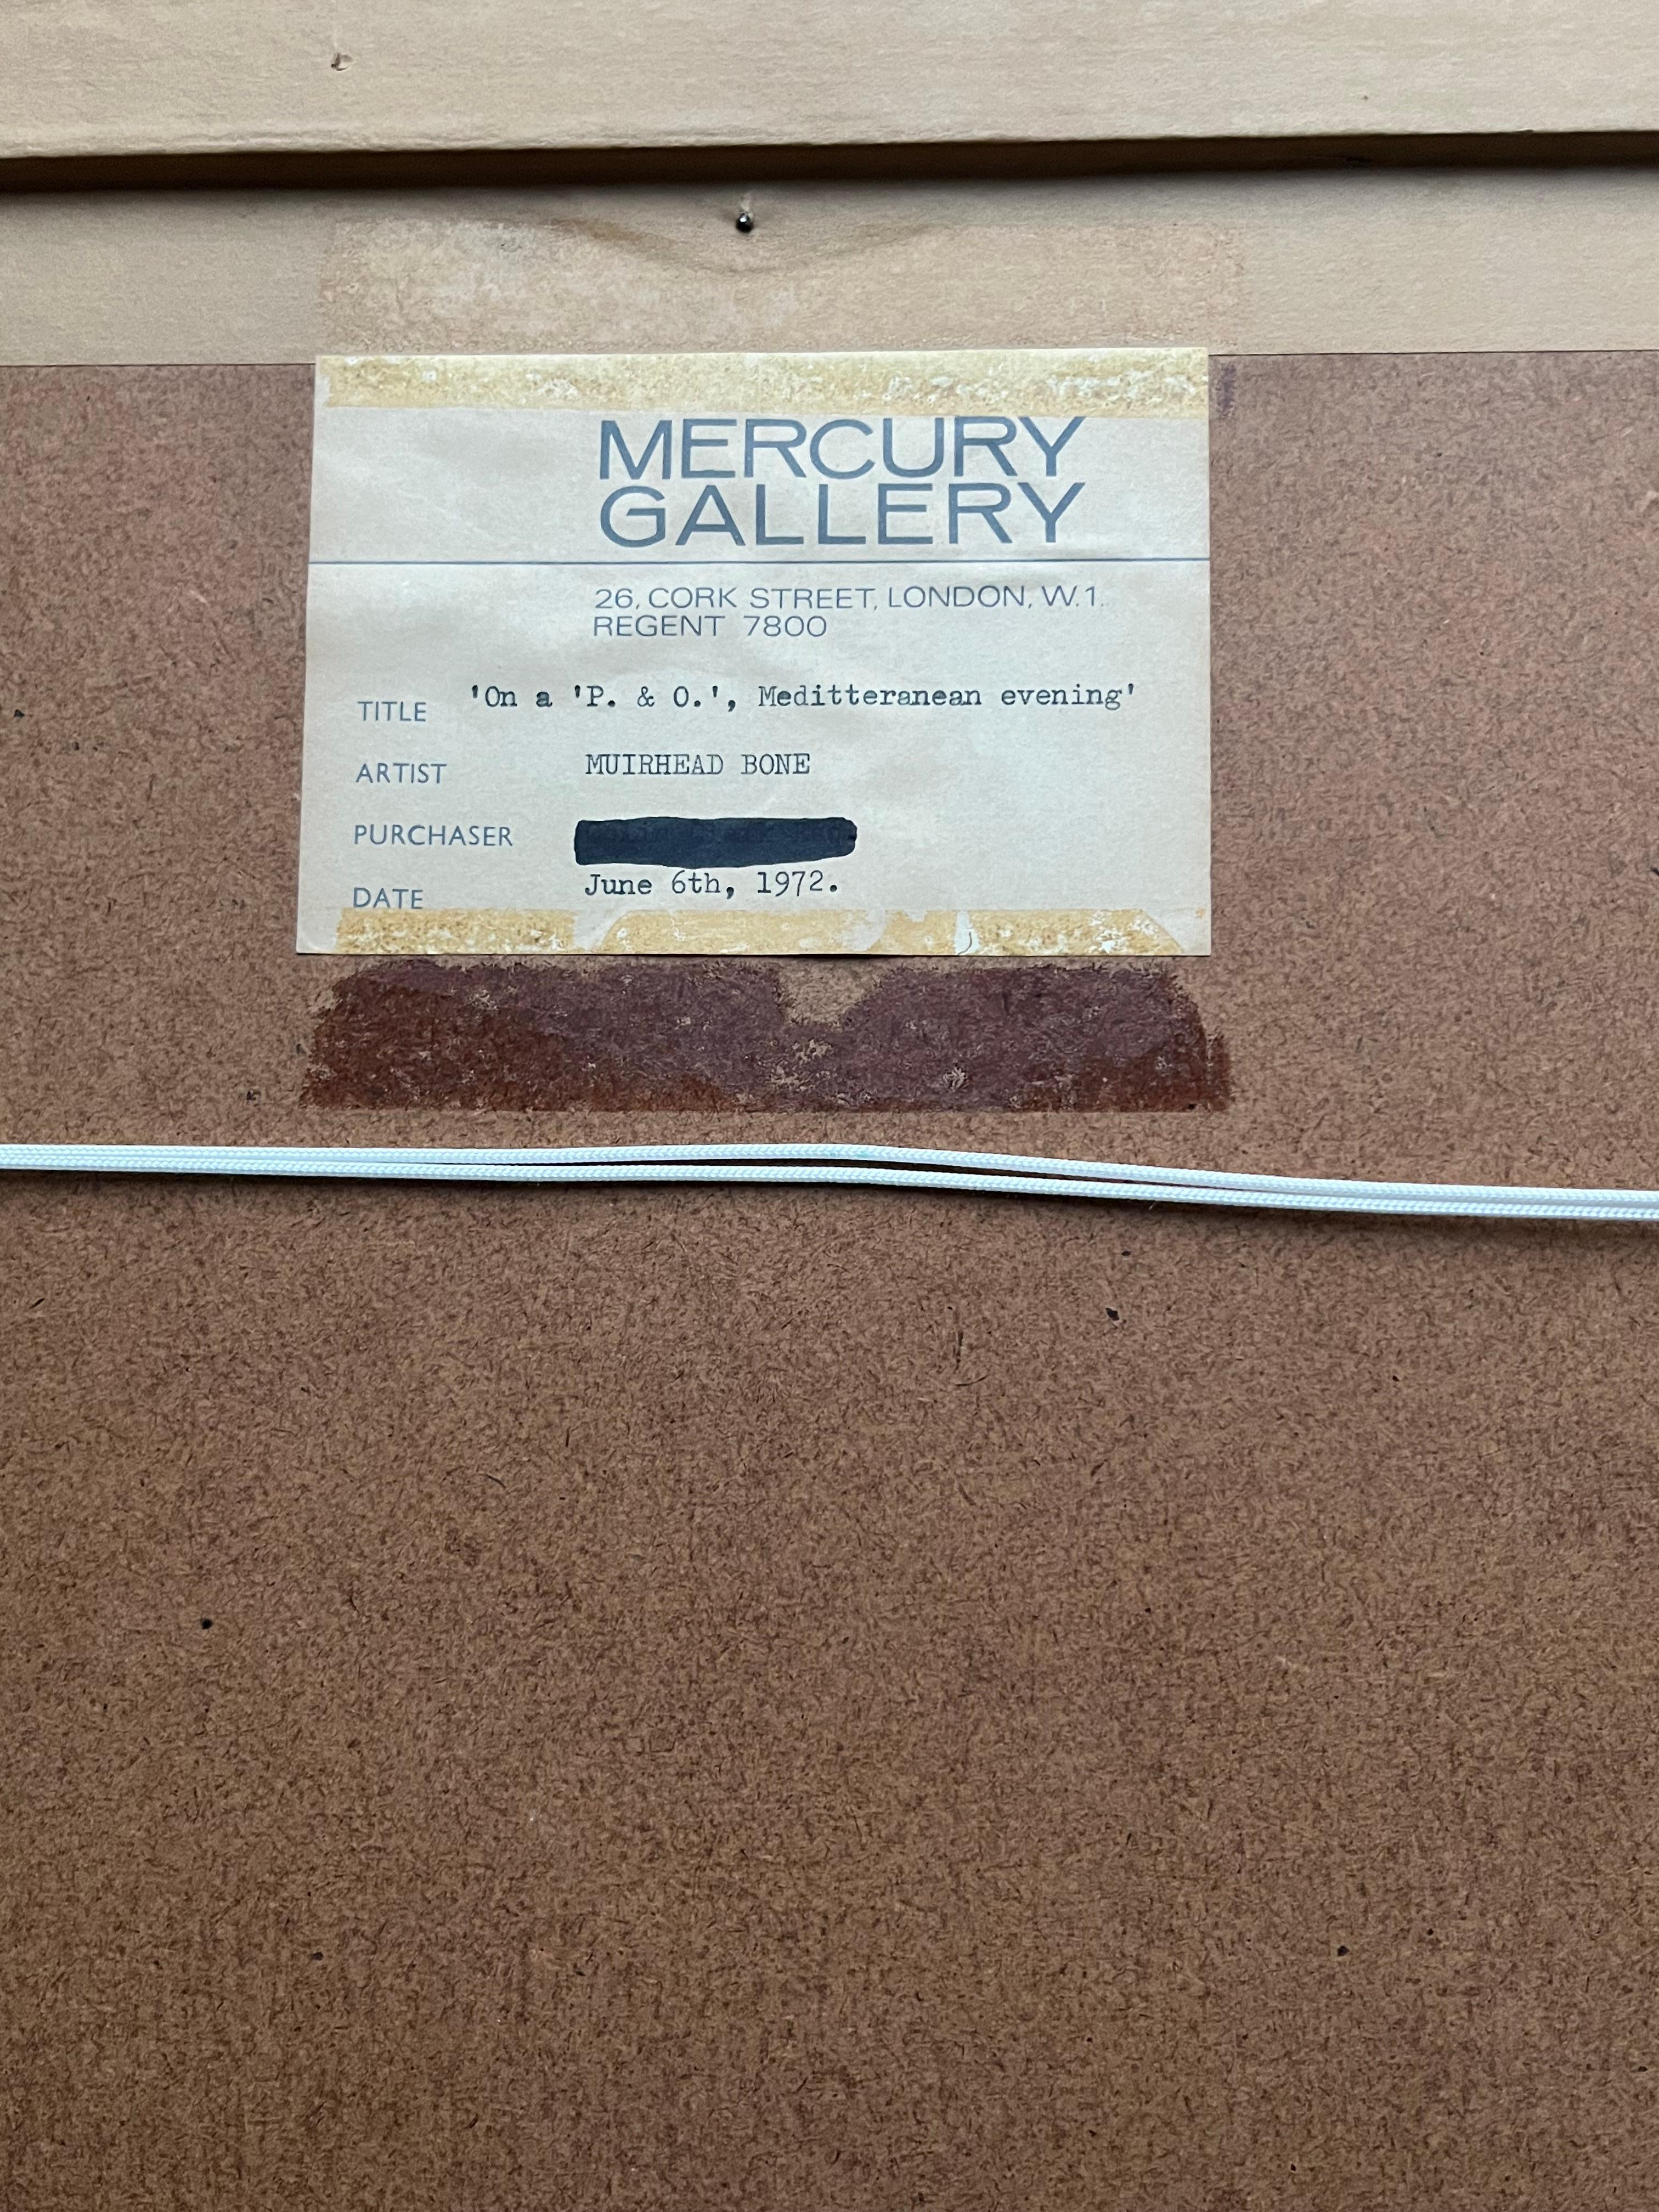 MERCURY
GALLERY
26, CORK STREET, LONDON, W.1.
REGENT 7800
TITLE 'On a 'P. & O.', Meditteranean evening'
ARTIST MUIRHEAD BONE
PURCHASER
DATE June 6th, 1972.